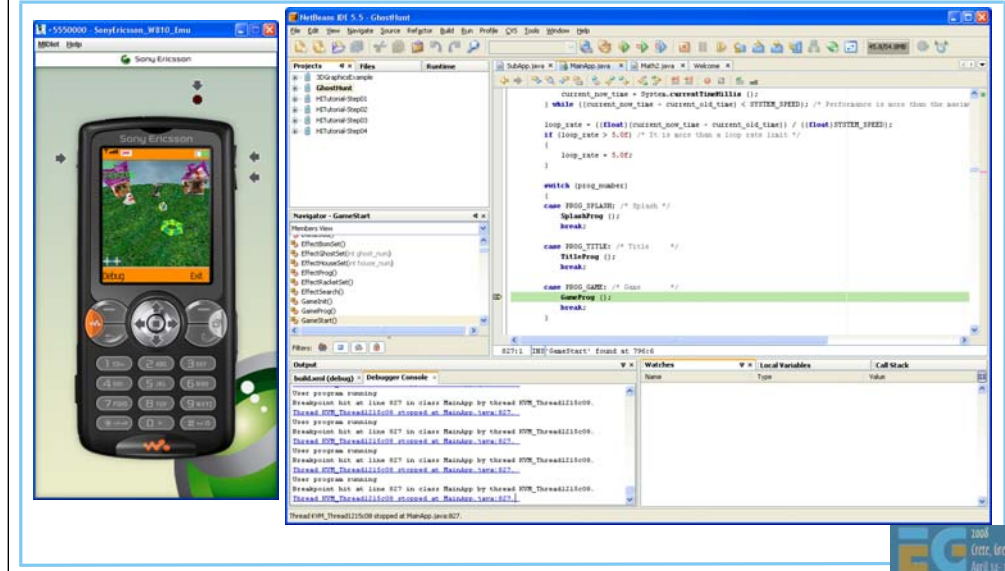 +5550000 - SonyEricsson_W810_Emu
MIDlet Help
Sony Ericsson
Sony Ericsson
Debug Exit
NetBeans IDE 5.5 - GhostHunt
File Edit View Navigate Source Refactor Build Run Profile CVS Tools Window Help
45.8/54.8MB
Projects Files Runtime
3DGraphicsExample
GhostHunt
HITutorial-Step01
HITutorial-Step02
HITutorial-Step03
HITutorial-Step04
Navigator - GameStart
Members View
EffectBornSet()
EffectGhostSet(int ghost_num)
EffectHouseSet(int house_num)
EffectProg()
EffectRacketSet()
EffectSearch()
GameInit()
GameProg()
GameStart()
Filters:
SubApp.java MainApp.java Math2.java Welcome
current_now_time = System.currentTimeMillis ();
} while ((current_now_time - current_old_time) < SYSTEM_SPEED); /* Performance is more than the
loop_rate = ((float)(current_now_time - current_old_time)) / ((float)SYSTEM_SPEED);
if (loop_rate > 5.0f) /* It is more than a loop rate limit */
{
loop_rate = 5.0f;
}
switch (prog_number)
{
case PROG_SPLASH: /* Splash */
SplashProg ();
break;
case PROG_TITLE: /* Title */
TitleProg ();
break;
case PROG_GAME: /* Game */
GameProg ();
break;
}
827:1 INS 'GameStart' found at 796:6
Output
build.xml (debug) Debugger Console
User program running
Breakpoint hit at line 827 in class MainApp by thread KVM_Thread1215c08.
Thread KVM_Thread1215c08 stopped at MainApp.java:827.
User program running
Breakpoint hit at line 827 in class MainApp by thread KVM_Thread1215c08.
Thread KVM_Thread1215c08 stopped at MainApp.java:827.
User program running
Breakpoint hit at line 827 in class MainApp by thread KVM_Thread1215c08.
Thread KVM_Thread1215c08 stopped at MainApp.java:827.
User program running
Breakpoint hit at line 827 in class MainApp by thread KVM_Thread1215c08.
Thread KVM_Thread1215c08 stopped at MainApp.java:827.
Watches Local Variables Call Stack
Name Type Value
Thread KVM_Thread1215c08 stopped at MainApp.java:827.
EG
2008
Crete, Gre
April 14-